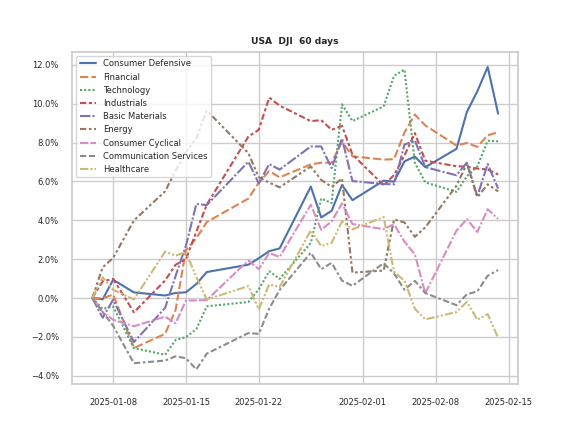 USA DJI 60 days
12.0%
10.0%
8.0%
6.0%
4.0%
2.0%
0.0%
−2.0%
−4.0%
Consumer Defensive
Financial
Technology
Industrials
Basic Materials
Energy
Consumer Cyclical
Communication Services
Healthcare
2025-01-08 2025-01-15 2025-01-22 2025-02-01 2025-02-08 2025-02-15